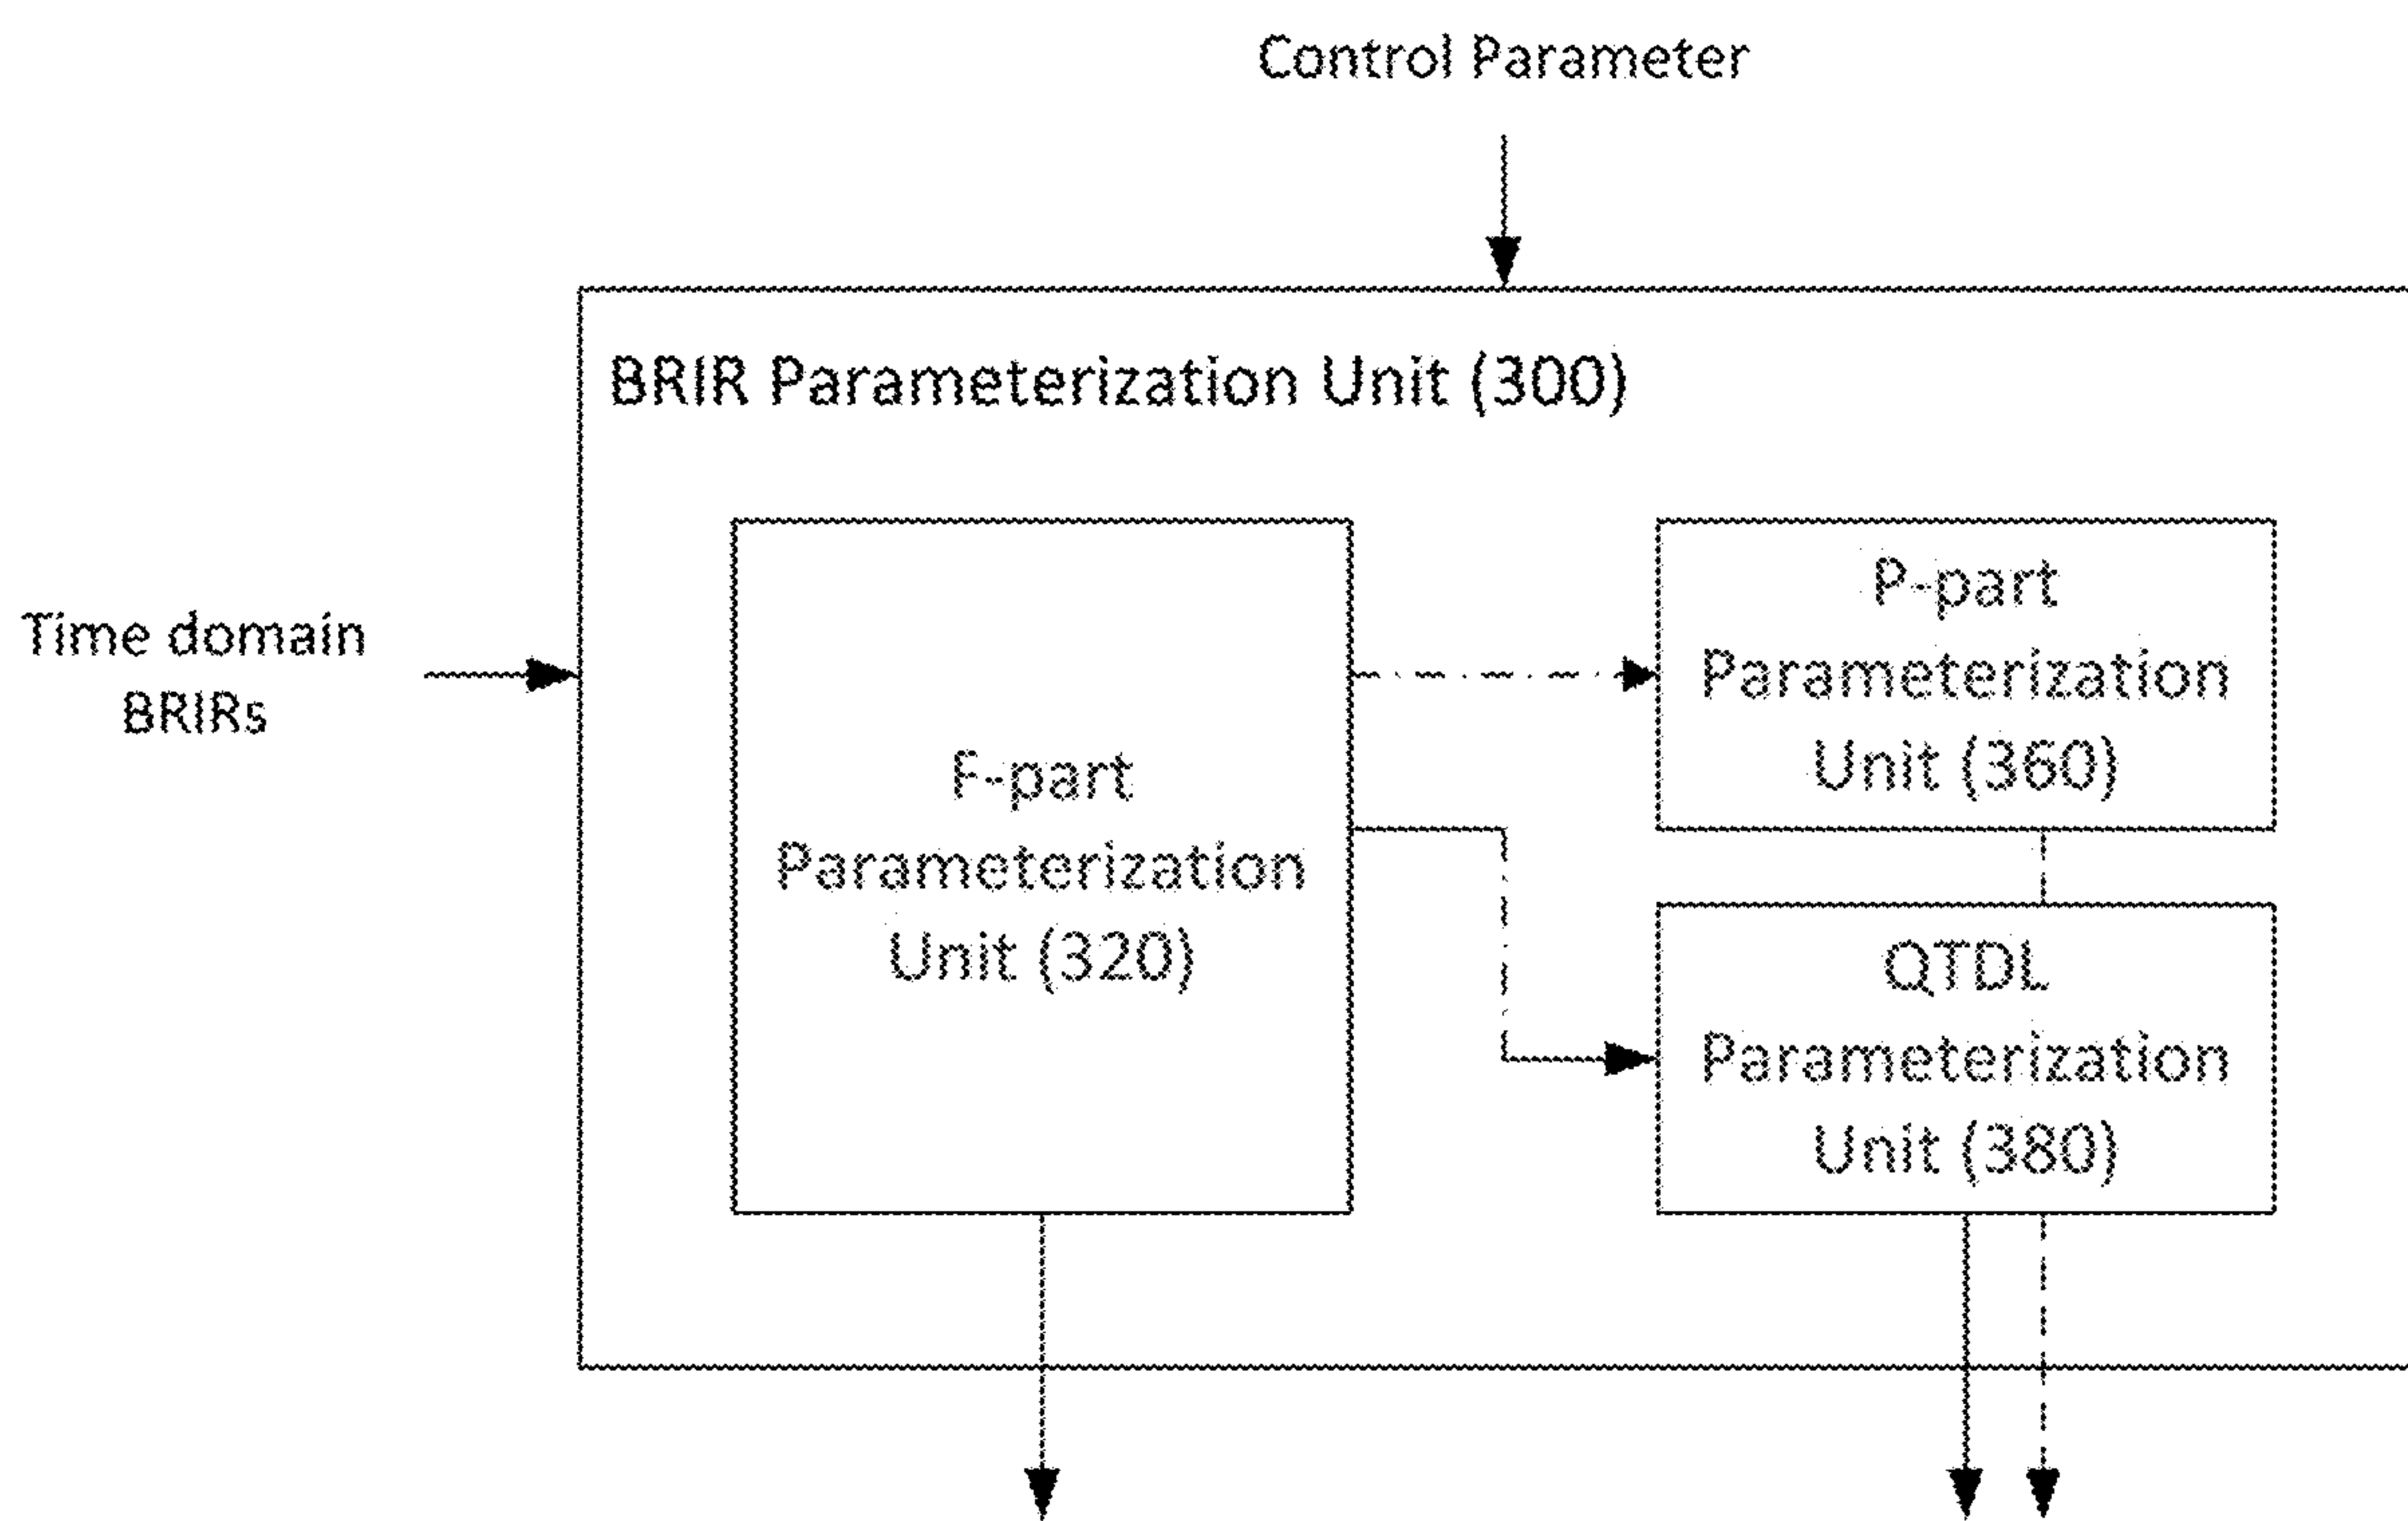 Control Parameter
BRIR Parameterization Unit (300)
Time domain
BRIRs
F-part
Parameterization
Unit (320)
P-part
Parameterization
Unit (360)
QTDL
Parameterization
Unit (380)